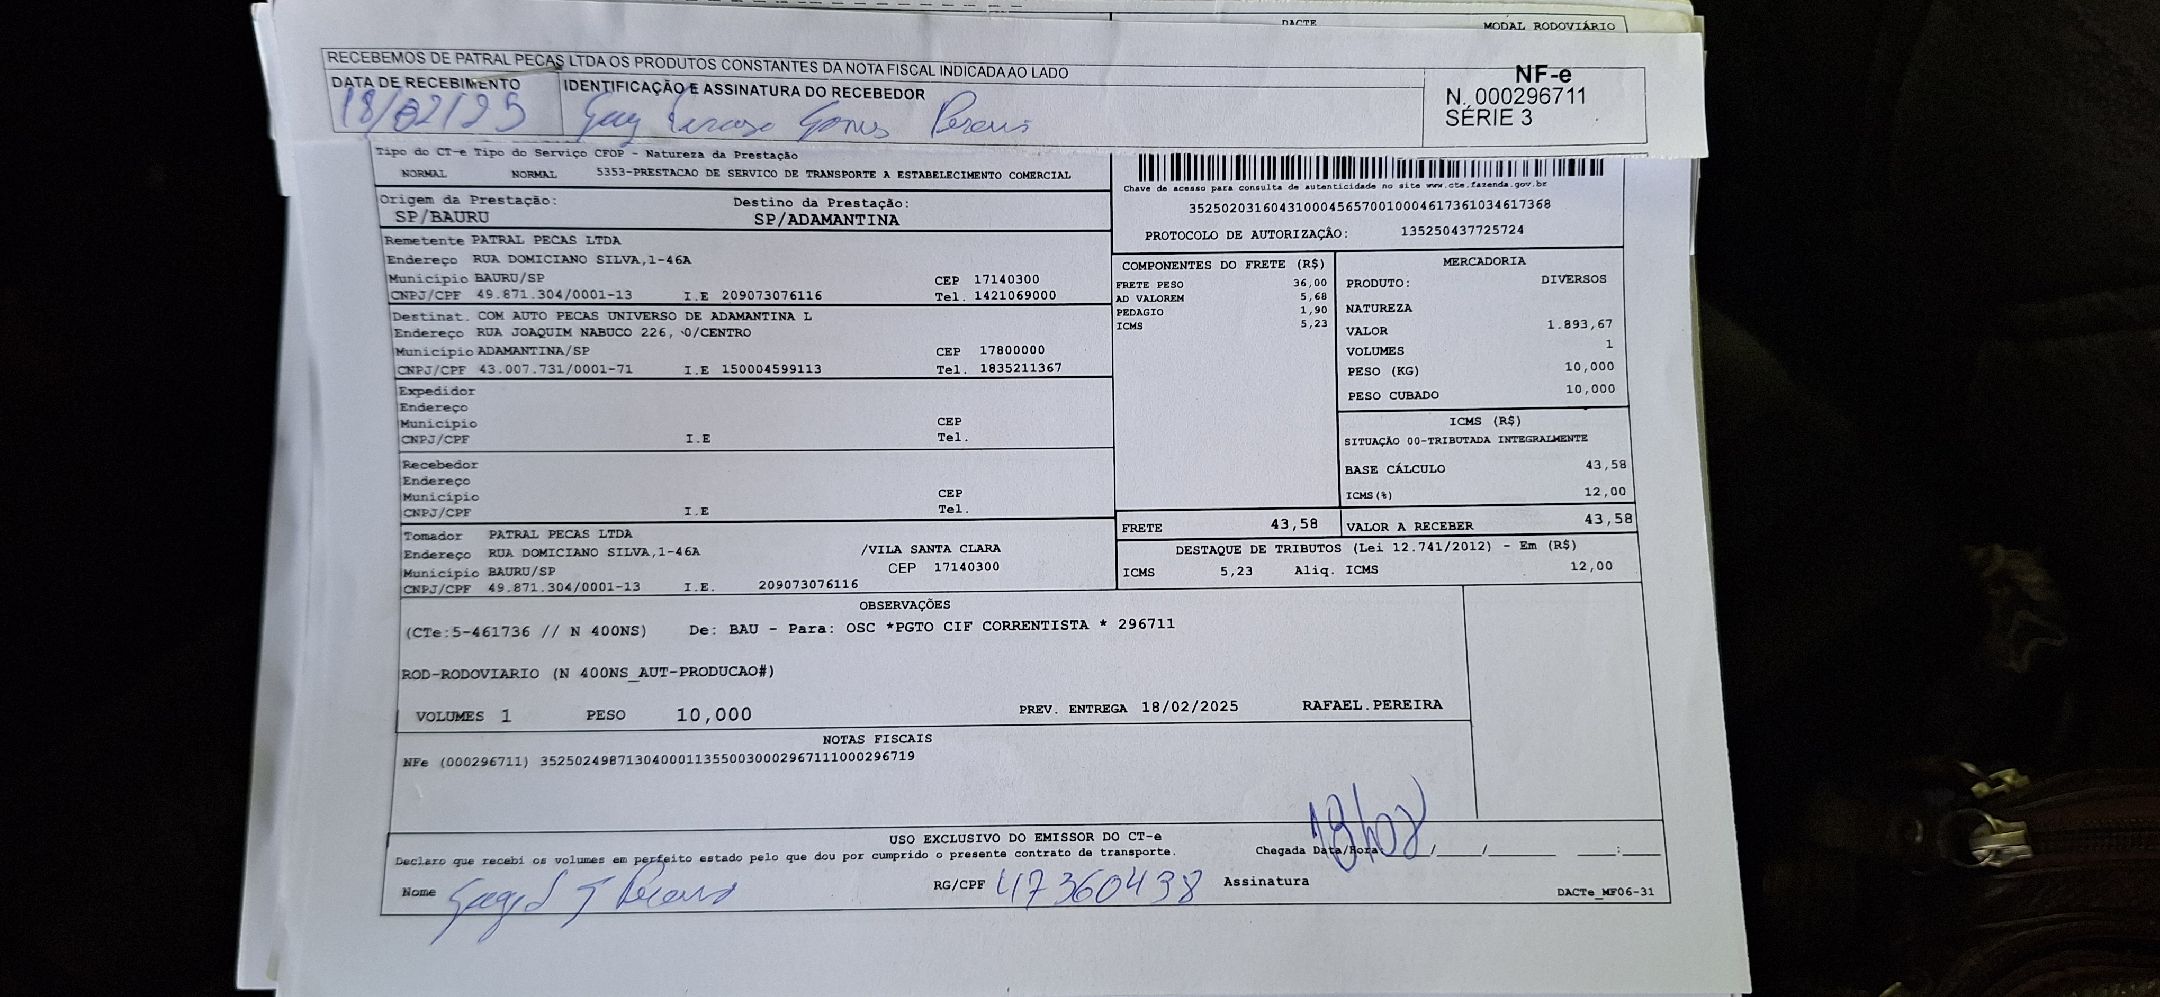 DACTE
MODAL RODOVIÁRIO
RECEBEMOS DE PATRAL PECAS LTDA OS PRODUTOS CONSTANTES DA NOTA FISCAL INDICADA AO LADO
DATA DE RECEBIMENTO
IDENTIFICAÇÃO E ASSINATURA DO RECEBEDOR
18/02/25
NF-e
N. 000296711
SÉRIE 3
Tipo do CT-e Tipo do Serviço CFOP - Natureza da Prestação
NORMAL NORMAL 5353-PRESTACAO DE SERVICO DE TRANSPORTE A ESTABELECIMENTO COMERCIAL
Chave de acesso para consulta de autenticidade no site www.cte.fazenda.gov.br
35250203160431000456570010004617361034617368
PROTOCOLO DE AUTORIZAÇÃO: 135250437725724
Origem da Prestação: Destino da Prestação:
SP/BAURU SP/ADAMANTINA
Remetente PATRAL PECAS LTDA
Endereço RUA DOMICIANO SILVA,1-46A
Município BAURU/SP CEP 17140300
CNPJ/CPF 49.871.304/0001-13 I.E 209073076116 Tel. 1421069000
Destinat. COM AUTO PECAS UNIVERSO DE ADAMANTINA L
Endereço RUA JOAQUIM NABUCO 226, 0/CENTRO
Município ADAMANTINA/SP CEP 17800000
CNPJ/CPF 43.007.731/0001-71 I.E 150004599113 Tel. 1835211367
Expedidor
Endereço
Município CEP
CNPJ/CPF I.E Tel.
Recebedor
Endereço
Município CEP
CNPJ/CPF I.E Tel.
Tomador PATRAL PECAS LTDA
Endereço RUA DOMICIANO SILVA,1-46A /VILA SANTA CLARA
Município BAURU/SP CEP 17140300
CNPJ/CPF 49.871.304/0001-13 I.E. 209073076116
COMPONENTES DO FRETE (R$)
FRETE PESO 36,00
AD VALOREM 5,68
PEDAGIO 1,90
ICMS 5,23
MERCADORIA
PRODUTO: DIVERSOS
NATUREZA
VALOR 1.893,67
VOLUMES 1
PESO (KG) 10,000
PESO CUBADO 10,000
ICMS (R$)
SITUAÇÃO 00-TRIBUTADA INTEGRALMENTE
BASE CÁLCULO 43,58
ICMS(%) 12,00
FRETE 43,58 VALOR A RECEBER 43,58
DESTAQUE DE TRIBUTOS (Lei 12.741/2012) - Em (R$)
ICMS 5,23 Aliq. ICMS 12,00
OBSERVAÇÕES
(CTe:5-461736 // N 400NS) De: BAU - Para: OSC *PGTO CIF CORRENTISTA * 296711
ROD-RODOVIARIO (N 400NS_AUT-PRODUCAO#)
VOLUMES 1 PESO 10,000 PREV. ENTREGA 18/02/2025 RAFAEL.PEREIRA
NOTAS FISCAIS
NFe (000296711) 35250249871304000113550030002967111000296719
USO EXCLUSIVO DO EMISSOR DO CT-e
Declaro que recebi os volumes em perfeito estado pelo que dou por cumprido o presente contrato de transporte. Chegada Data/Hora: / / :
Nome RG/CPF 47360438 Assinatura
DACTe_MF06-31